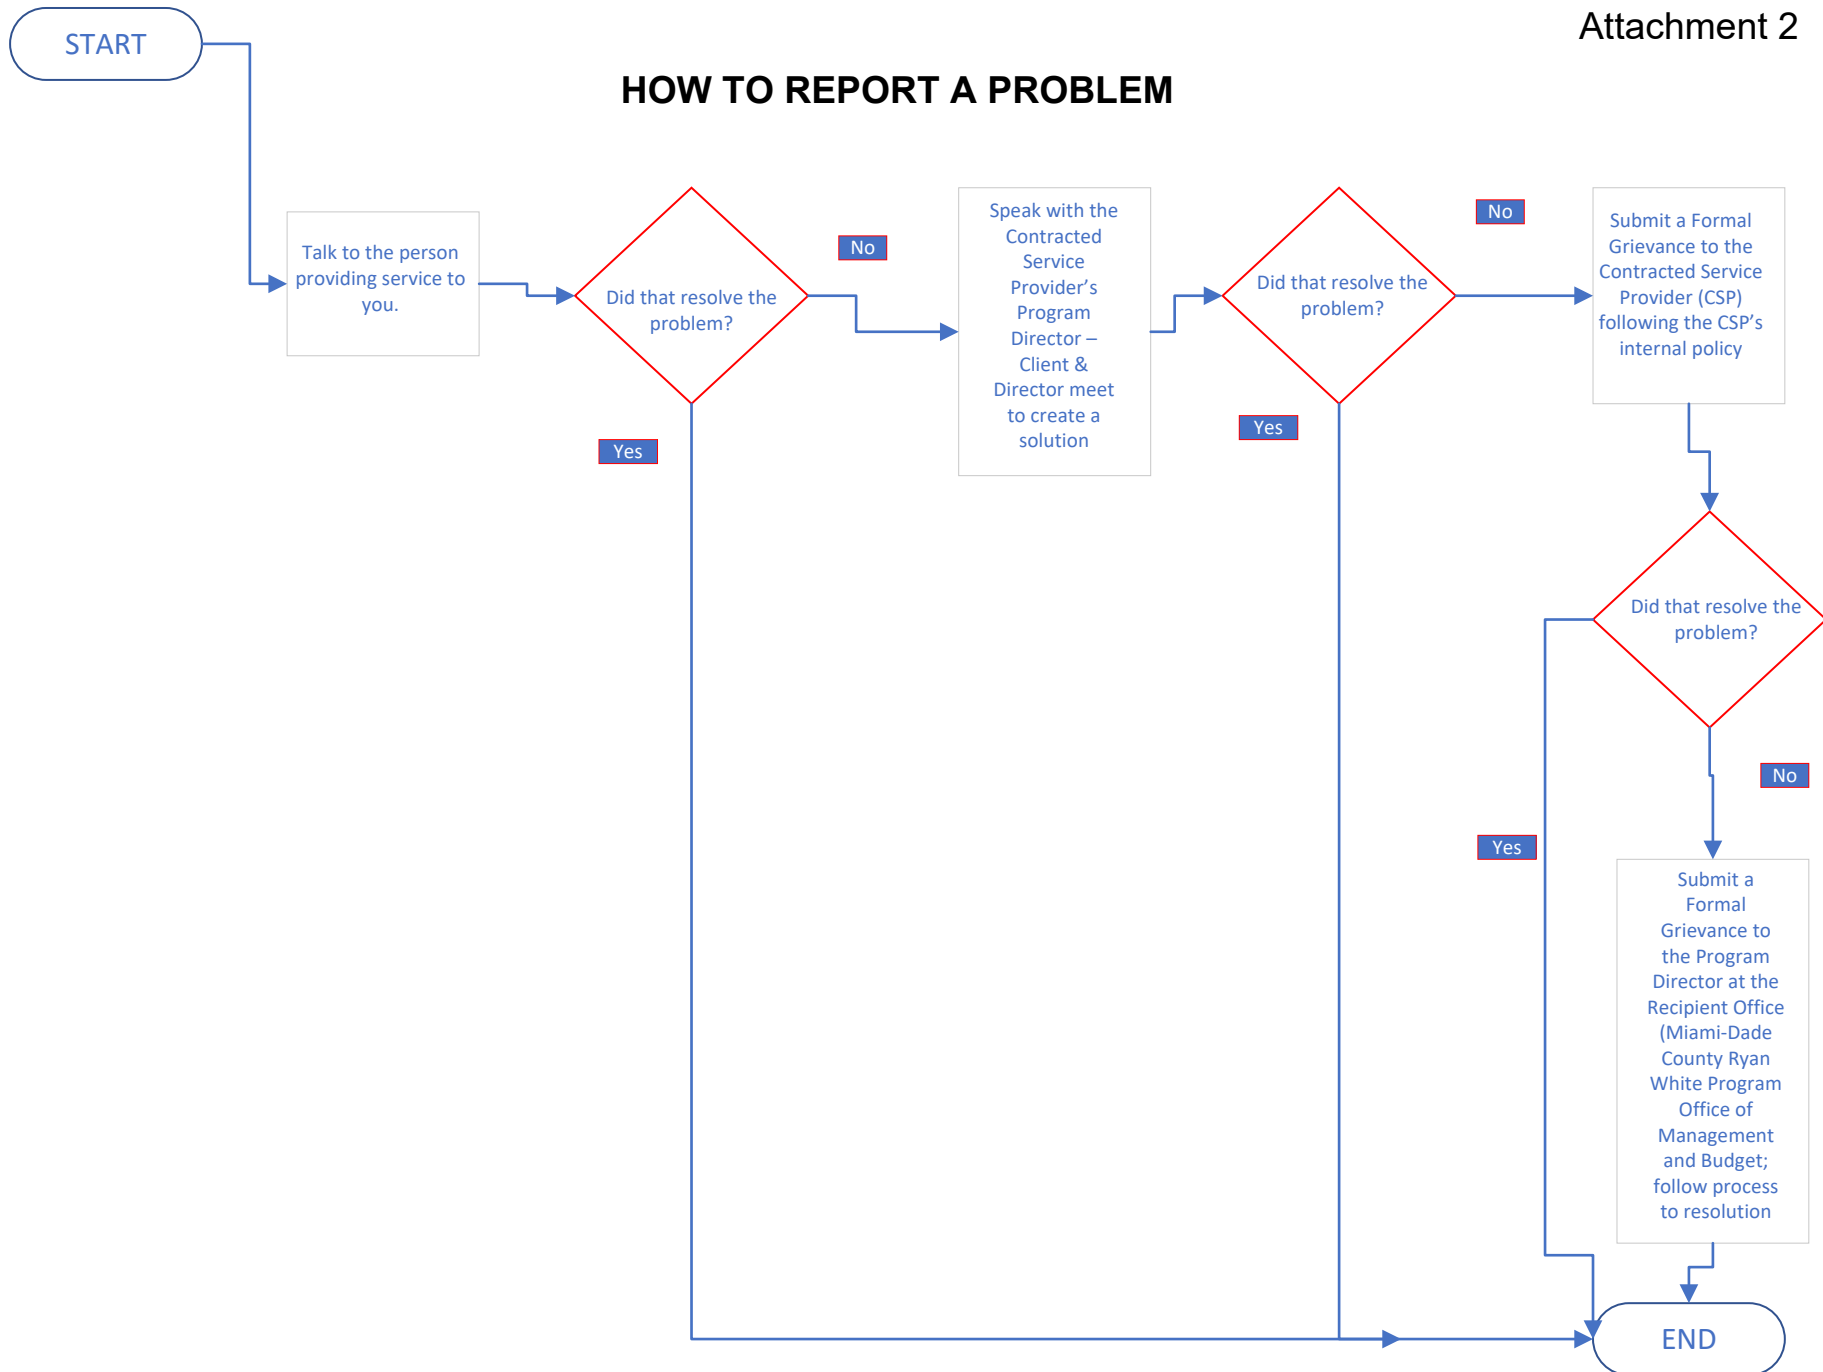 Attachment 2
START
HOW TO REPORT A PROBLEM
Talk to the person
providing service to
you.
Did that resolve the
problem?
No
Yes
Speak with the
Contracted
Service
Provider’s
Program
Director –
Client &
Director meet
to create a
solution
Did that resolve the
problem?
No
Yes
Submit a Formal
Grievance to the
Contracted Service
Provider (CSP)
following the CSP’s
internal policy
Did that resolve the
problem?
No
Yes
Submit a
Formal
Grievance to
the Program
Director at the
Recipient Office
(Miami-Dade
County Ryan
White Program
Office of
Management
and Budget;
follow process
to resolution
END